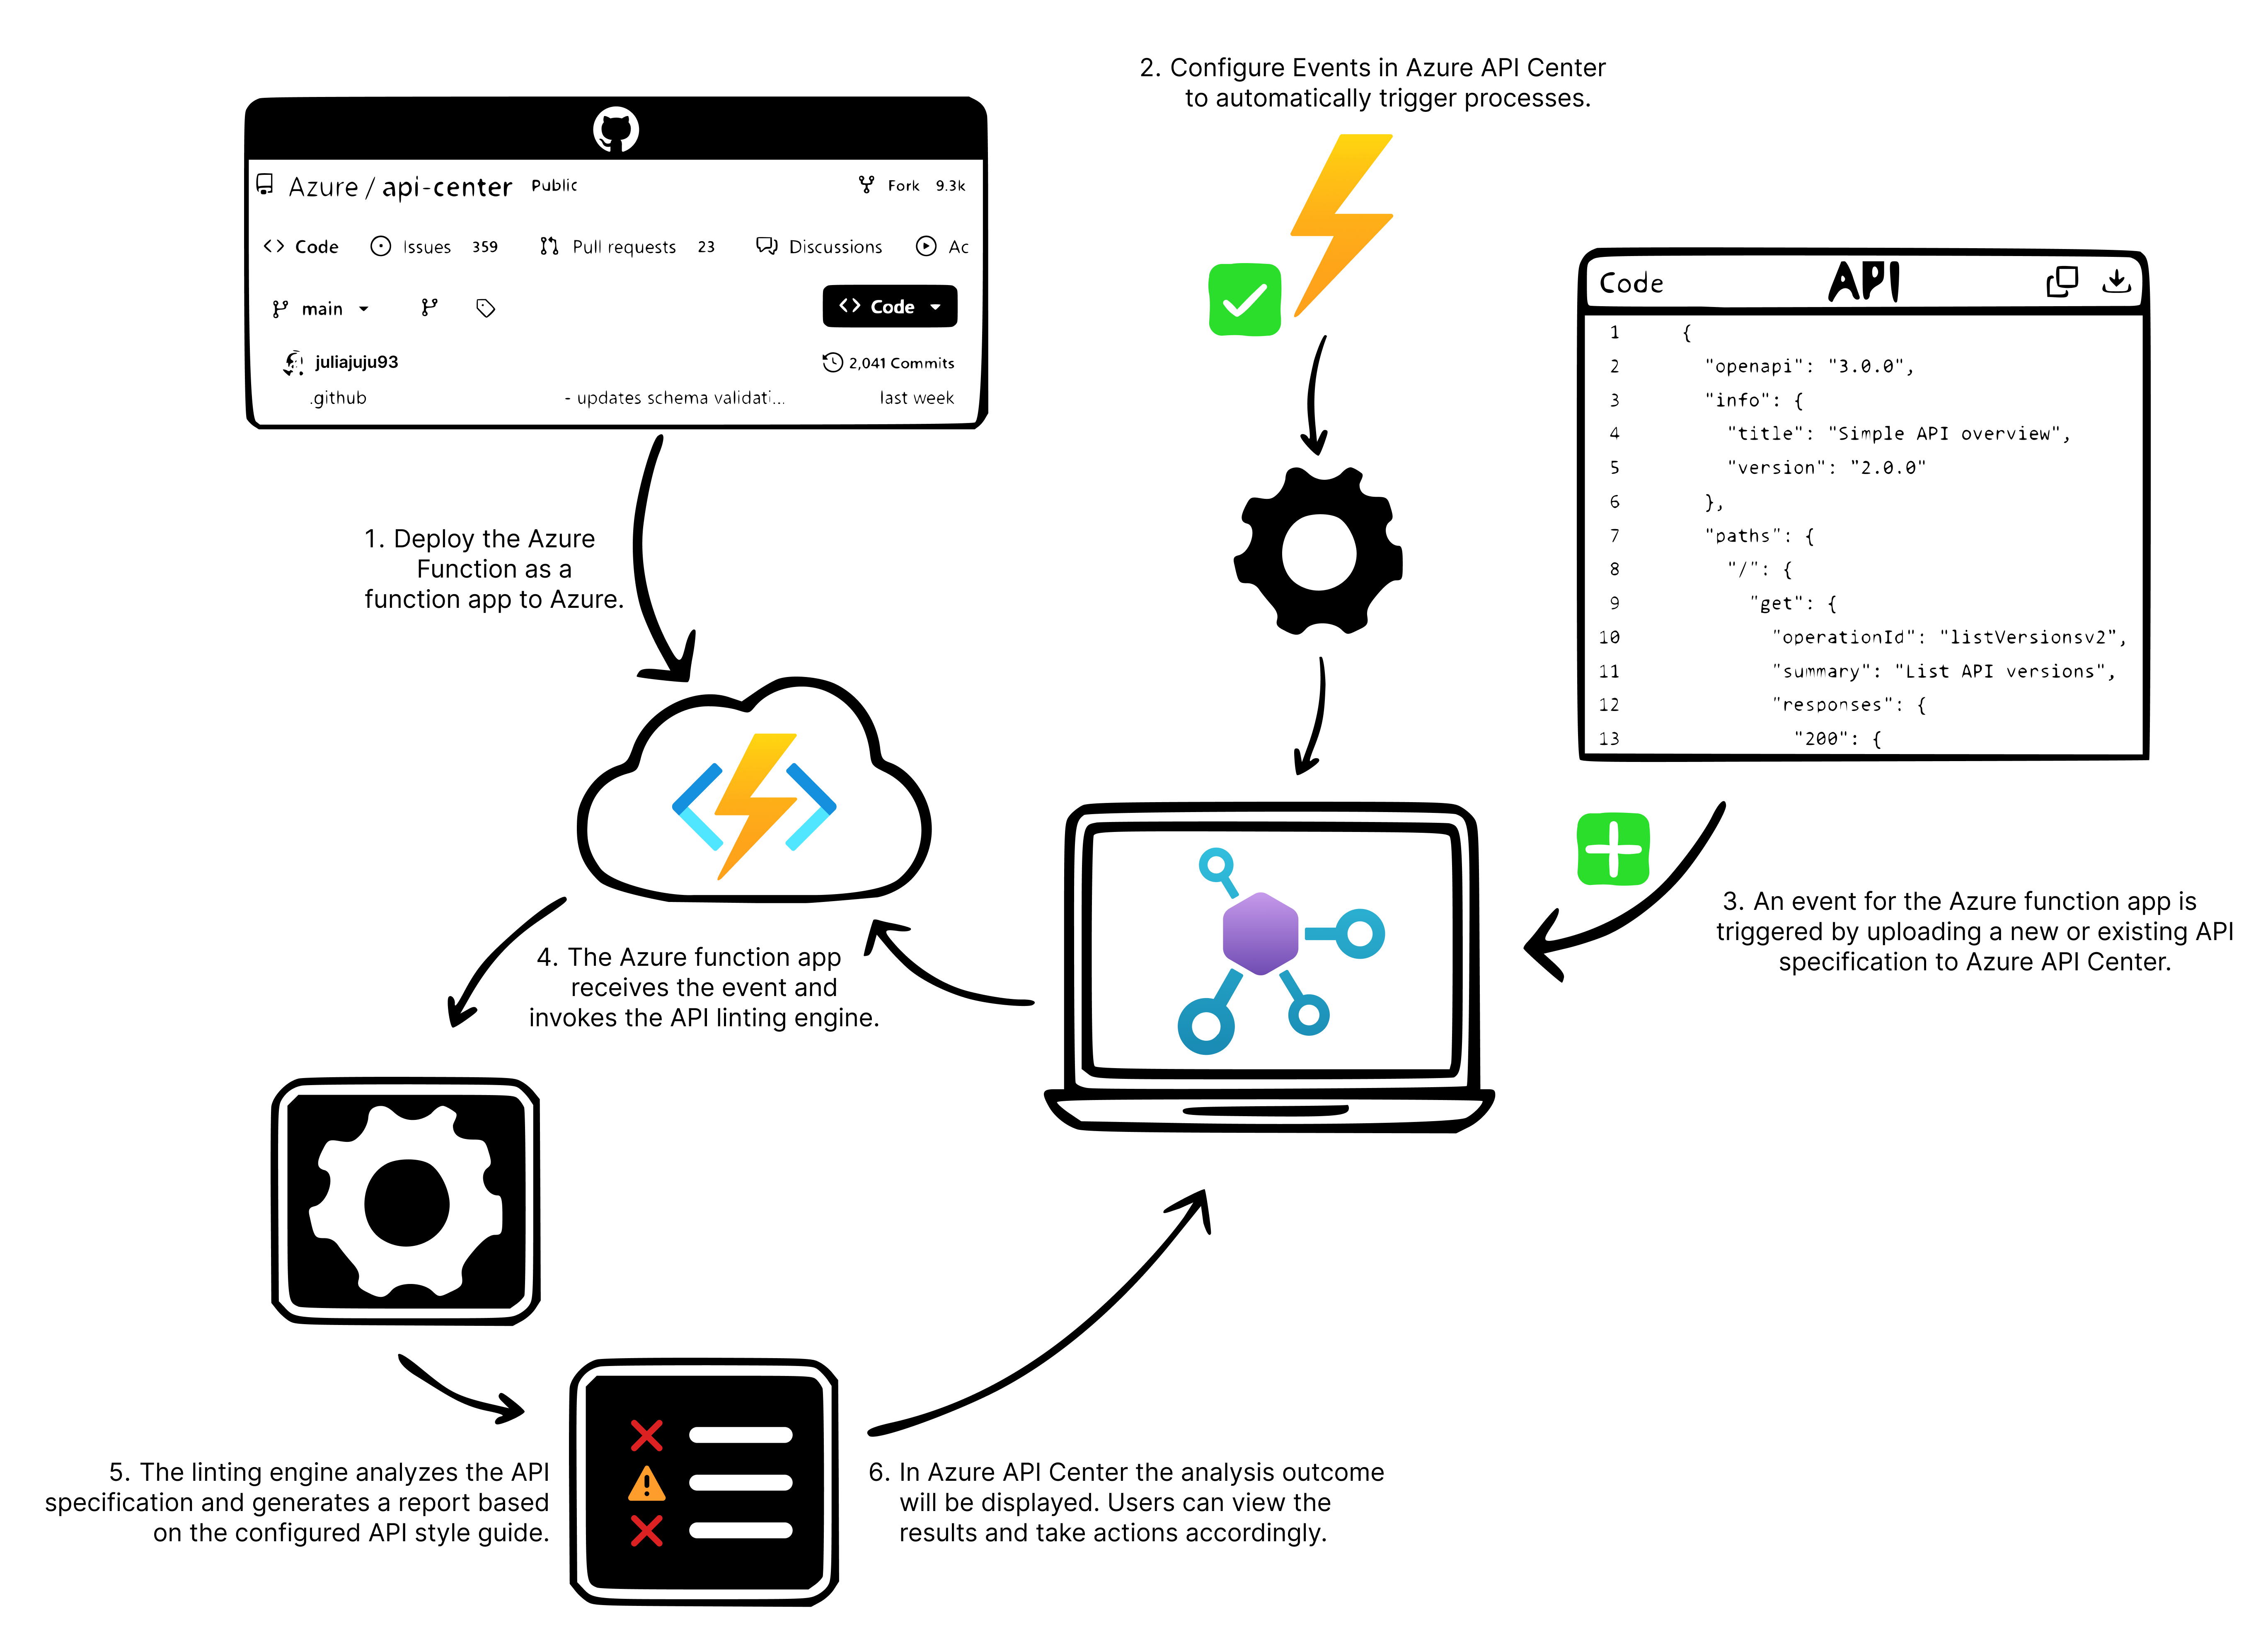 2. Configure Events in Azure API Center
to automatically trigger processes.
Azure / api-center Public Fork 9.3k
Code Issues 359 Pull requests 23 Discussions Ac
main Code
juliajuju93 2,041 Commits
.github - updates schema validati... last week
Code API
1 {
2 "openapi": "3.0.0",
3 "info": {
4 "title": "Simple API overview",
5 "version": "2.0.0"
6 },
7 "paths": {
8 "/": {
9 "get": {
10 "operationId": "listVersionsv2",
11 "summary": "List API versions",
12 "responses": {
13 "200": {
1. Deploy the Azure
Function as a
function app to Azure.
3. An event for the Azure function app is
triggered by uploading a new or existing API
specification to Azure API Center.
4. The Azure function app
receives the event and
invokes the API linting engine.
5. The linting engine analyzes the API
specification and generates a report based
on the configured API style guide.
6. In Azure API Center the analysis outcome
will be displayed. Users can view the
results and take actions accordingly.